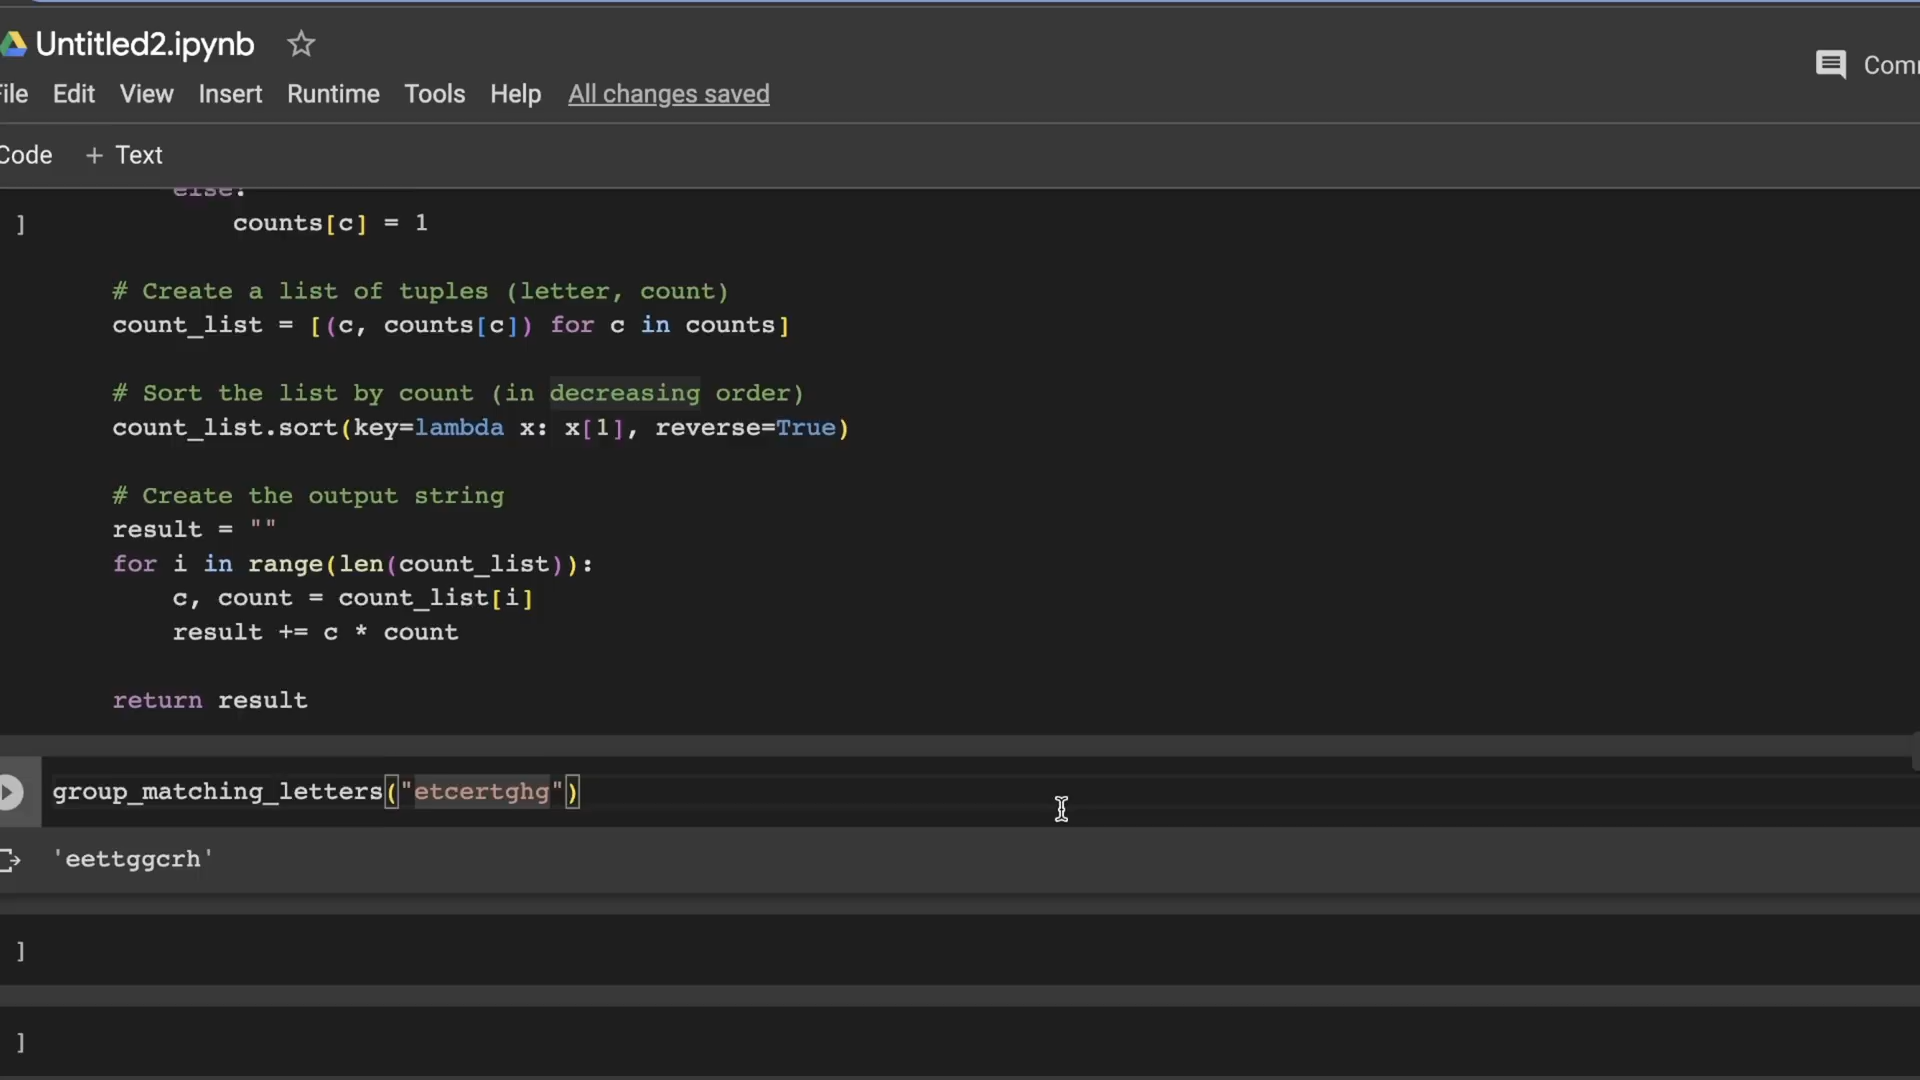 Untitled2.ipynb
File Edit View Insert Runtime Tools Help All changes saved
Code + Text
else:
] counts[c] = 1
# Create a list of tuples (letter, count)
count_list = [(c, counts[c]) for c in counts]
# Sort the list by count (in decreasing order)
count_list.sort(key=lambda x: x[1], reverse=True)
# Create the output string
result = ""
for i in range(len(count_list)):
c, count = count_list[i]
result += c * count
return result
group_matching_letters("etcertghg")
'eettggcrh'
]
]